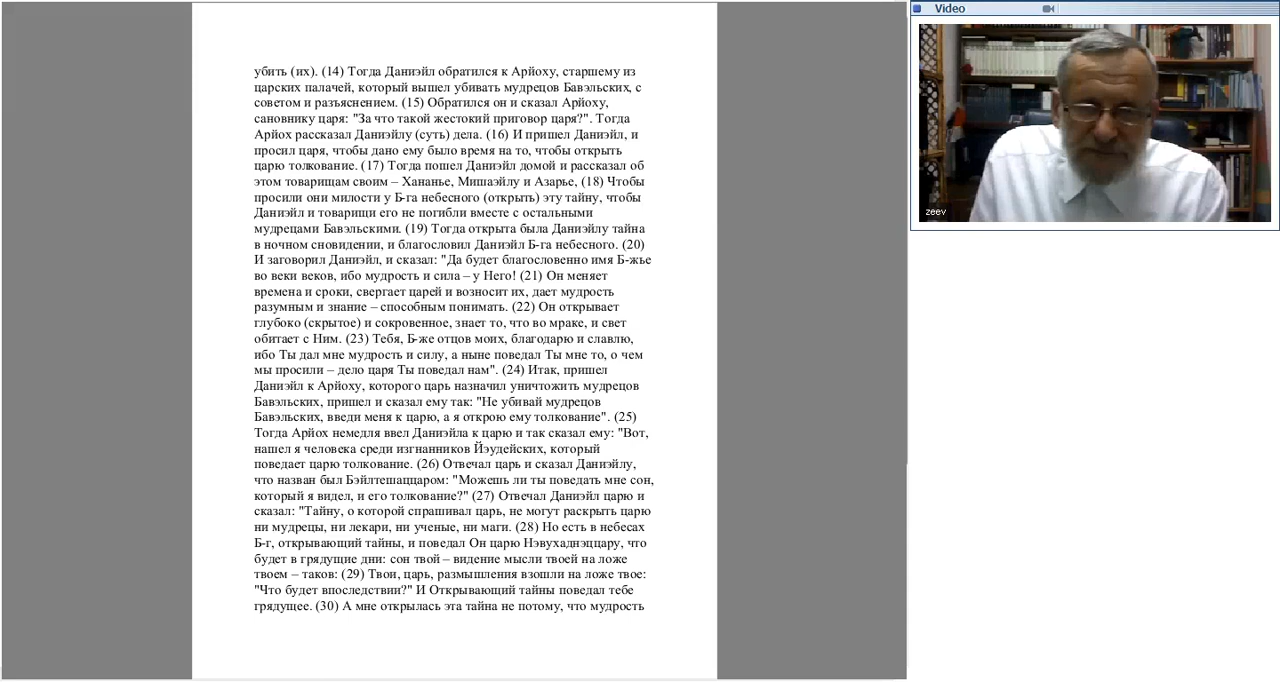 убить (их). (14) Тогда Даниэйл обратился к Арйоху, старшему из
царских палачей, который вышел убивать мудрецов Бавэльских, с
советом и разъяснением. (15) Обратился он и сказал Арйоху,
сановнику царя: "За что такой жестокий приговор царя?". Тогда
Арйох рассказал Даниэйлу (суть) дела. (16) И пришел Даниэйл, и
просил царя, чтобы дано ему было время на то, чтобы открыть
царю толкование. (17) Тогда пошел Даниэйл домой и рассказал об
этом товарищам своим – Хананье, Мишаэйлу и Азарье, (18) Чтобы
просили они милости у Б-га небесного (открыть) эту тайну, чтобы
Даниэйл и товарищи его не погибли вместе с остальными
мудрецами Бавэльскими. (19) Тогда открыта была Даниэйлу тайна
в ночном сновидении, и благословил Даниэйл Б-га небесного. (20)
И заговорил Даниэйл, и сказал: "Да будет благословенно имя Б-жье
во веки веков, ибо мудрость и сила – у Него! (21) Он меняет
времена и сроки, свергает царей и возносит их, дает мудрость
разумным и знание – способным понимать. (22) Он открывает
глубоко (скрытое) и сокровенное, знает то, что во мраке, и свет
обитает с Ним. (23) Тебя, Б-же отцов моих, благодарю и славлю,
ибо Ты дал мне мудрость и силу, а ныне поведал Ты мне то, о чем
мы просили – дело царя Ты поведал нам". (24) Итак, пришел
Даниэйл к Арйоху, которого царь назначил уничтожить мудрецов
Бавэльских, пришел и сказал ему так: "Не убивай мудрецов
Бавэльских, введи меня к царю, а я открою ему толкование". (25)
Тогда Арйох немедля ввел Даниэйла к царю и так сказал ему: "Вот,
нашел я человека среди изгнанников Йэудейских, который
поведает царю толкование. (26) Отвечал царь и сказал Даниэйлу,
что назван был Бэйлтешаццаром: "Можешь ли ты поведать мне сон,
который я видел, и его толкование?" (27) Отвечал Даниэйл царю и
сказал: "Тайну, о которой спрашивал царь, не могут раскрыть царю
ни мудрецы, ни лекари, ни ученые, ни маги. (28) Но есть в небесах
Б-г, открывающий тайны, и поведал Он царю Нэвухаднэццару, что
будет в грядущие дни: сон твой – видение мысли твоей на ложе
твоем – таков: (29) Твои, царь, размышления взошли на ложе твое:
"Что будет впоследствии?" И Открывающий тайны поведал тебе
грядущее. (30) А мне открылась эта тайна не потому, что мудрость
Video
zeev